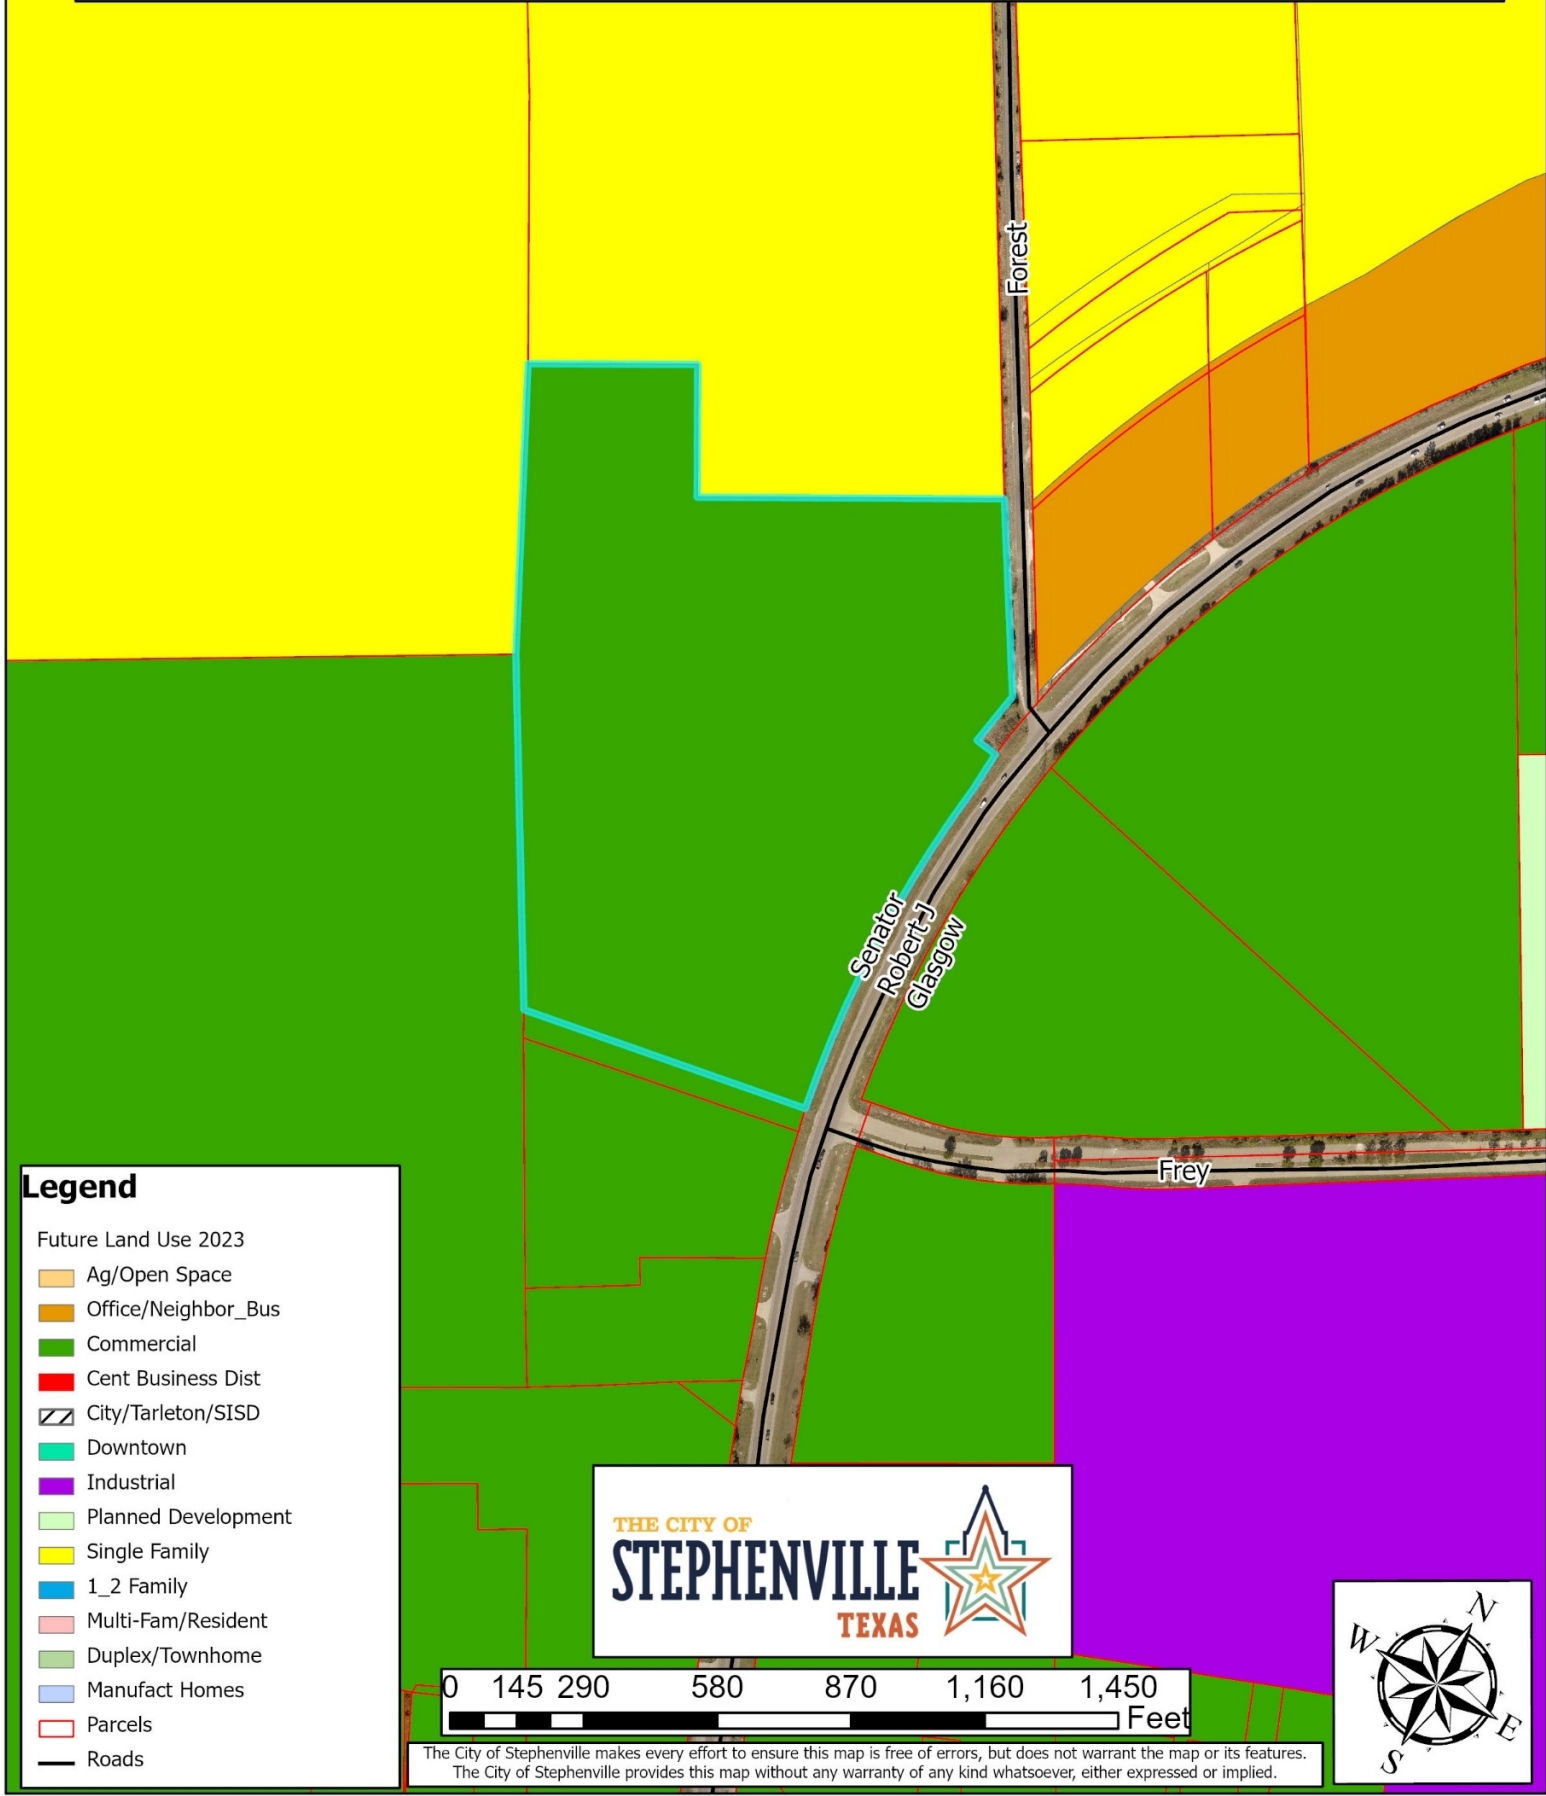 Forest
Senator
Robert J
Glasgow
Frey
Legend
Future Land Use 2023
Ag/Open Space
Office/Neighbor_Bus
Commercial
Cent Business Dist
City/Tarleton/SISD
Downtown
Industrial
Planned Development
Single Family
1_2 Family
Multi-Fam/Resident
Duplex/Townhome
Manufact Homes
Parcels
Roads
THE CITY OF
STEPHENVILLE
TEXAS
0 145 290 580 870 1,160 1,450
Feet
N
W
E
S
The City of Stephenville makes every effort to ensure this map is free of errors, but does not warrant the map or its features.
The City of Stephenville provides this map without any warranty of any kind whatsoever, either expressed or implied.